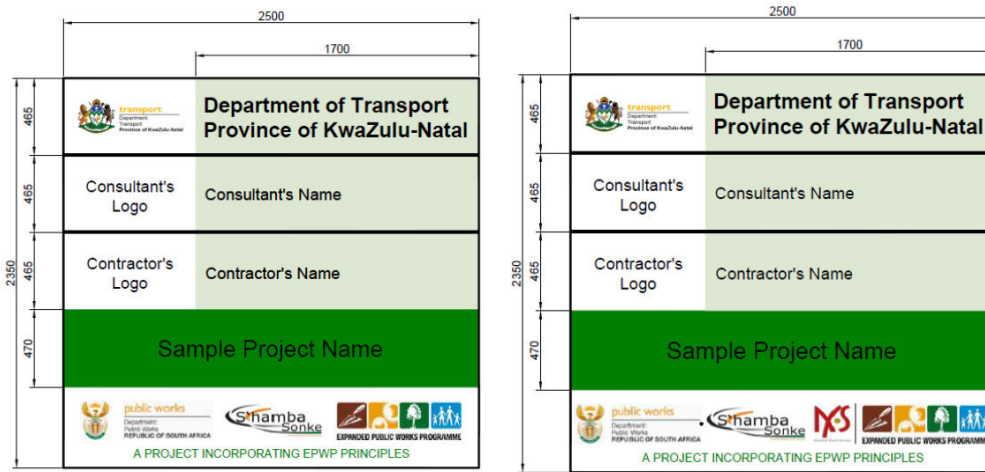 2500
1700
2350
465
transport
Department:
Transport
Province of KwaZulu-Natal
Department of Transport
Province of KwaZulu-Natal
465
Consultant's
Logo
Consultant's Name
465
Contractor's
Logo
Contractor's Name
470
Sample Project Name
public works
Department:
Public Works
REPUBLIC OF SOUTH AFRICA
S'hamba
Sonke
EXPANDED PUBLIC WORKS PROGRAMME
A PROJECT INCORPORATING EPWP PRINCIPLES
2500
1700
2350
465
transport
Department:
Transport
Province of KwaZulu-Natal
Department of Transport
Province of KwaZulu-Natal
465
Consultant's
Logo
Consultant's Name
465
Contractor's
Logo
Contractor's Name
470
Sample Project Name
public works
Department:
Public Works
REPUBLIC OF SOUTH AFRICA
S'hamba
Sonke
NYS
EXPANDED PUBLIC WORKS PROGRAMME
A PROJECT INCORPORATING EPWP PRINCIPLES